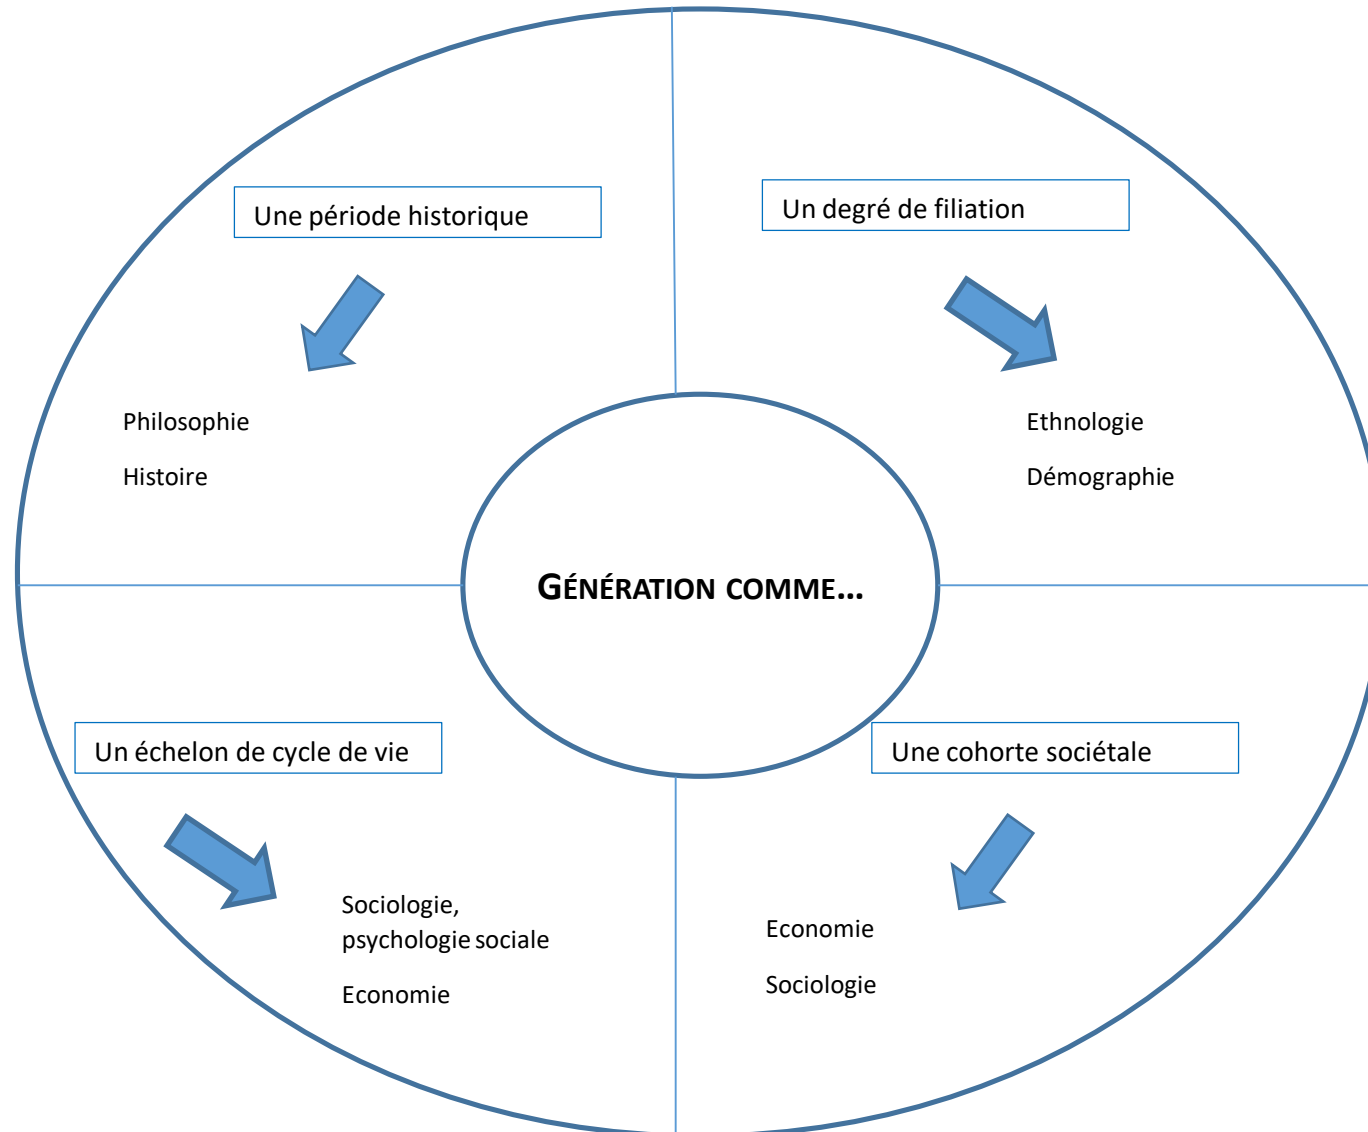 Une période historique
Un degré de filiation
Philosophie
Histoire
Ethnologie
Démographie
GÉNÉRATION COMME...
Un échelon de cycle de vie
Une cohorte sociétale
Sociologie,
psychologie sociale
Economie
Economie
Sociologie